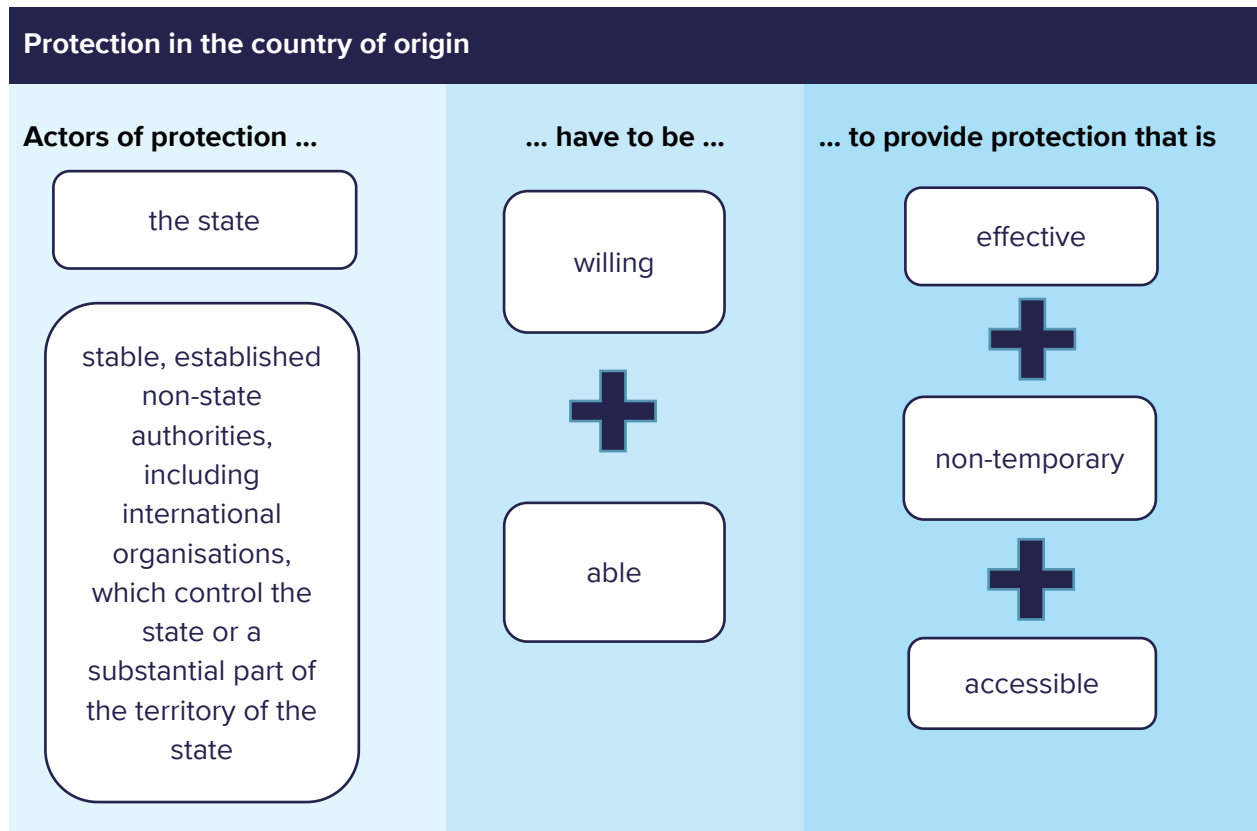 Protection in the country of origin
Actors of protection ...
the state
stable, established
non-state
authorities,
including
international
organisations,
which control the
state or a
substantial part of
the territory of the
state
... have to be ...
willing
able
... to provide protection that is
effective
non-temporary
accessible